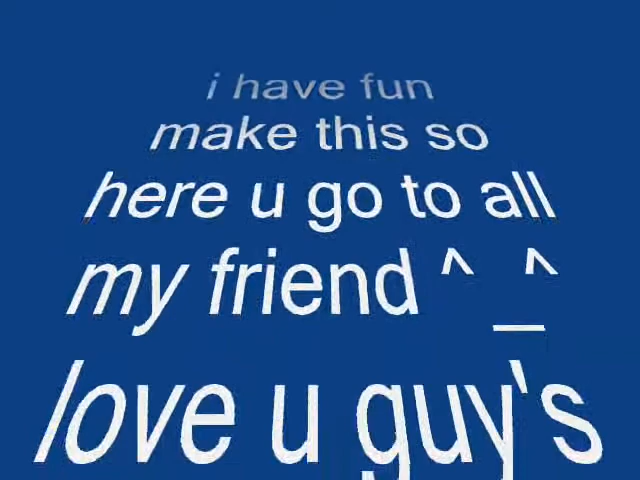 i have fun
make this so
here u go to all
my friend ^_^
love u guy's